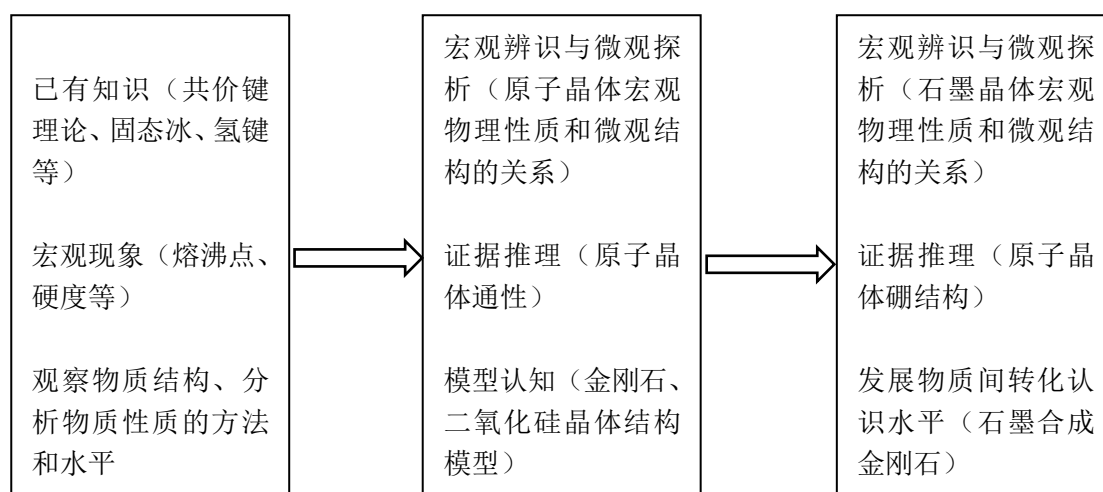 已有知识（共价键
理论、固态冰、氢键
等）
宏观现象（熔沸点、
硬度等）
观察物质结构、分
析物质性质的方法
和水平
宏观辨识与微观探
析（原子晶体宏观
物理性质和微观结
构的关系）
证据推理（原子晶
体通性）
模型认知（金刚石、
二氧化硅晶体结构
模型）
宏观辨识与微观探
析（石墨晶体宏观
物理性质和微观结
构的关系）
证据推理（原子晶
体硼结构）
发展物质间转化认
识水平（石墨合成
金刚石）